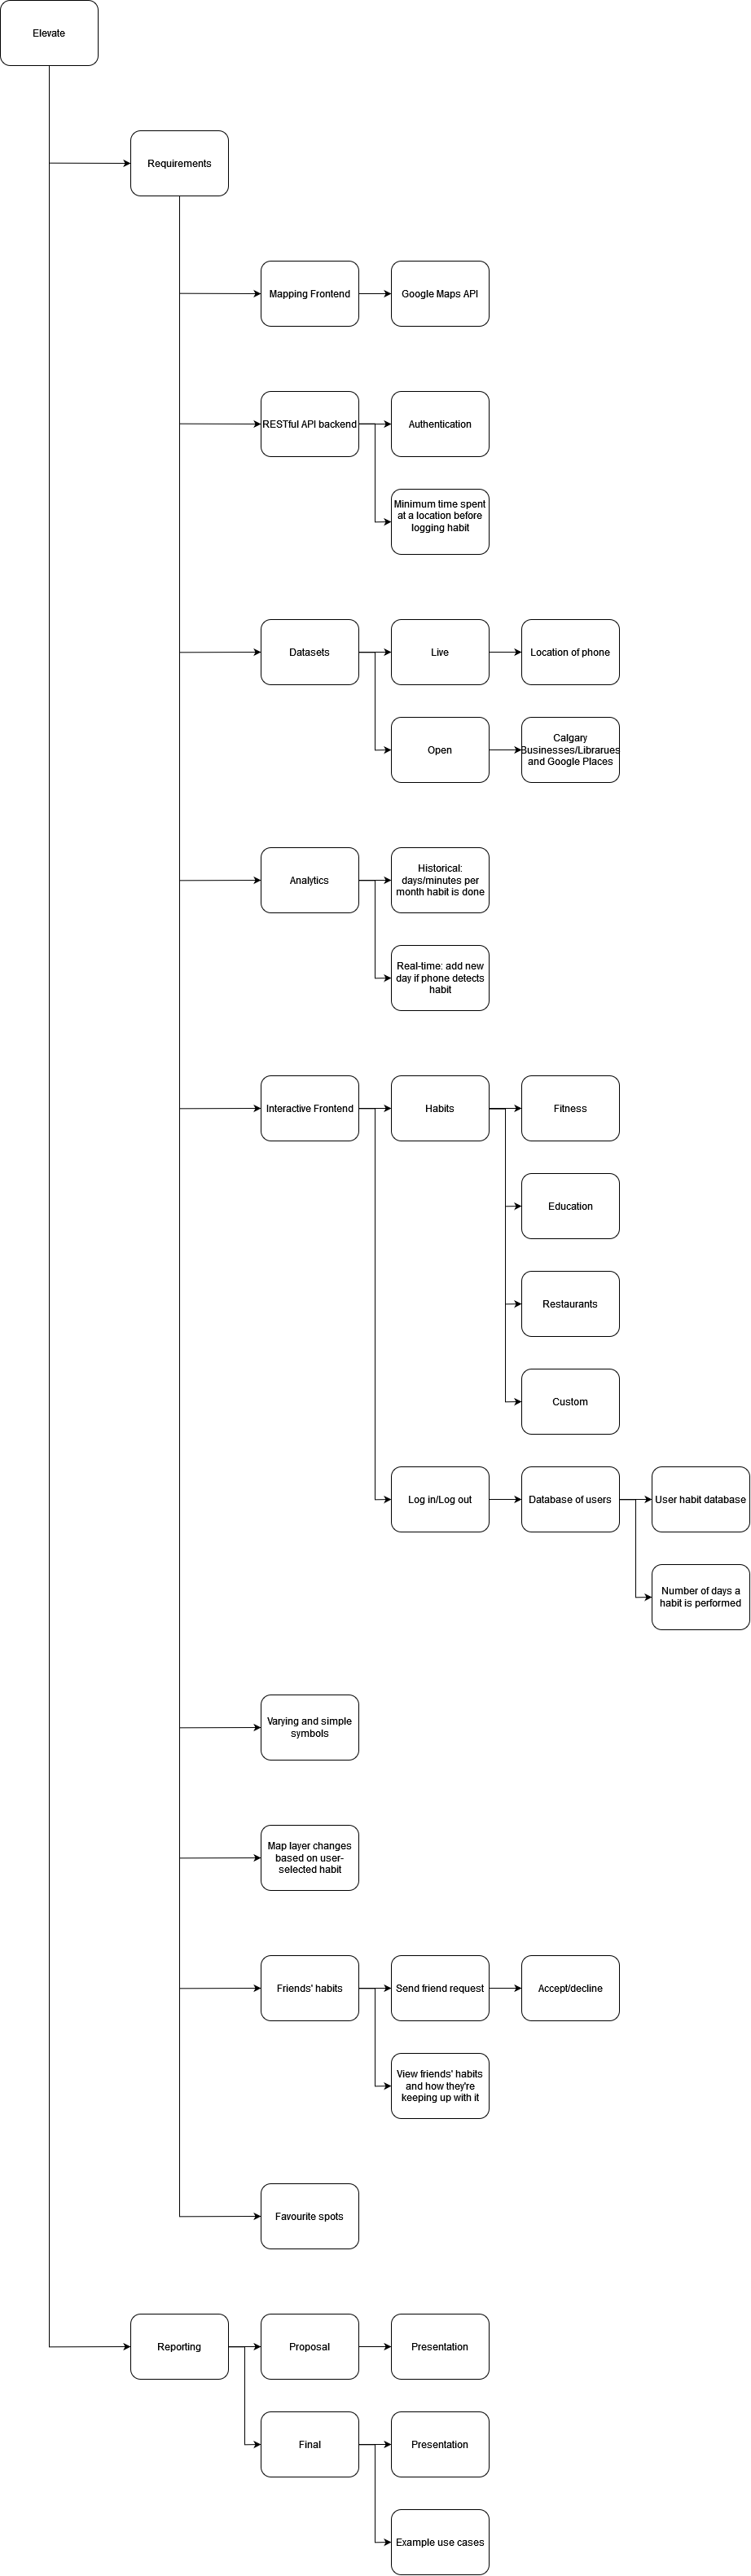 Elevate
Requirements
Mapping Frontend
Google Maps API
RESTful API backend
Authentication
Minimum time spent
at a location before
logging habit
Datasets
Live
Location of phone
Open
Calgary
Businesses/Librarues
and Google Places
Analytics
Historical:
days/minutes per
month habit is done
Real-time: add new
day if phone detects
habit
Interactive Frontend
Habits
Fitness
Education
Restaurants
Custom
Log in/Log out
Database of users
User habit database
Number of days a
habit is performed
Varying and simple
symbols
Map layer changes
based on user-
selected habit
Friends' habits
Send friend request
Accept/decline
View friends' habits
and how they're
keeping up with it
Favourite spots
Reporting
Proposal
Presentation
Final
Presentation
Example use cases